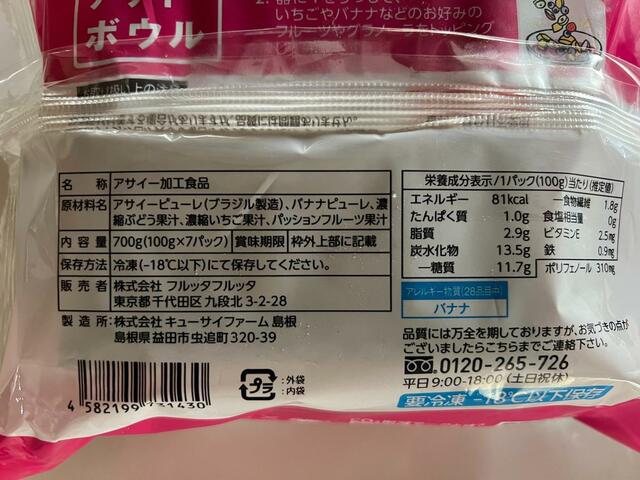 ボウル
いちごやバナナなどのお好みの
名称 アサイー加工食品
原材料名 アサイーピューレ(ブラジル製造)、バナナピューレ、濃
縮ぶどう果汁、濃縮いちご果汁、パッションフルーツ果汁
内容量 700g(100g×7パック) 賞味期限 枠外上部に記載
保存方法 冷凍(-18℃以下)にて保存してください。
販売者 株式会社 フルッタフルッタ
東京都千代田区 九段北 3-2-28
製造所:株式会社 キューサイファーム 島根
島根県益田市虫追町320-39
4 582199 731430
プラ
:外袋
:内袋
栄養成分表示/1パック(100g)当たり(推定値)
エネルギー 81kcal
たんぱく質 1.0g
脂質 2.9g
炭水化物 13.5g
ー糖質 11.7g
ー食物繊維 1.8g
食塩相当量 0g
ビタミンE 2.5mg
鉄 0.9mg
ポリフェノール 310mg
アレルギー物質(28品目中)
バナナ
品質には万全を期しておりますが、お気づきの点が
ございましたらこちらまでご連絡下さい。
0120-265-726
平日 9:00-18:00 (土日祝休)
要冷凍 -18℃以下保存